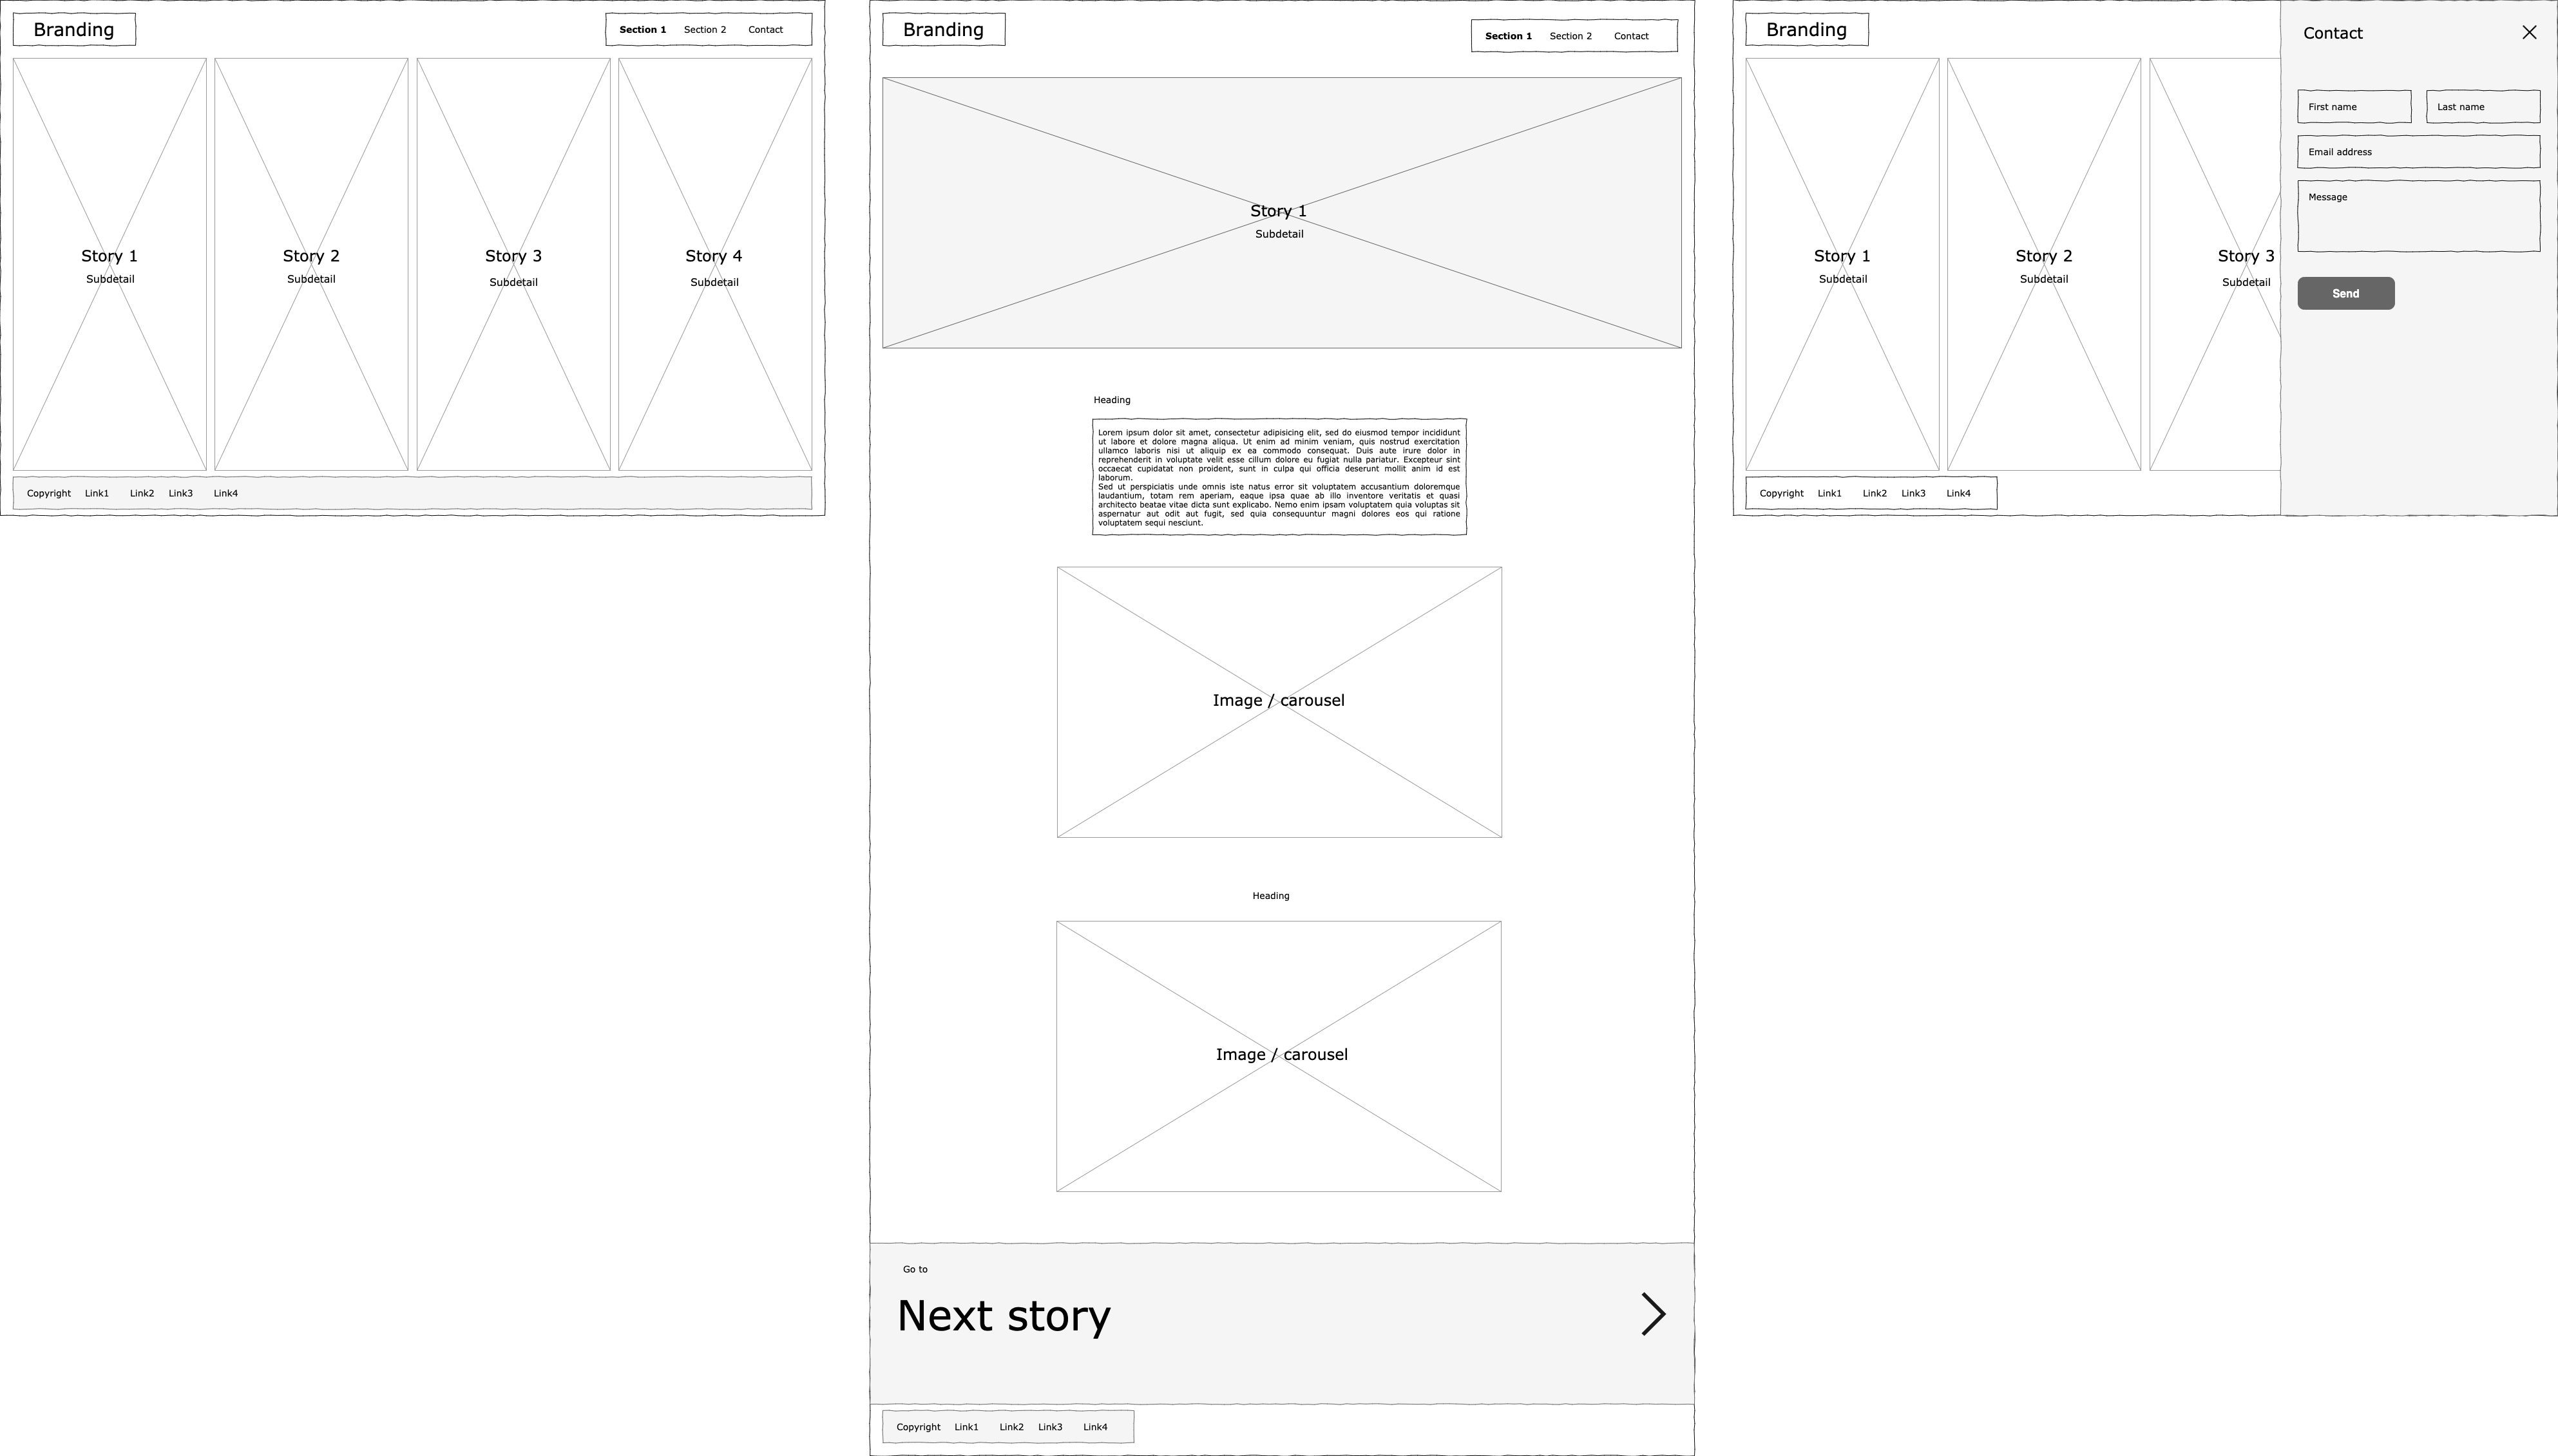 Branding
Section 1 Section 2 Contact
Story 1
Subdetail
Story 2
Subdetail
Story 3
Subdetail
Story 4
Subdetail
Copyright Link1 Link2 Link3 Link4
Branding
Section 1 Section 2 Contact
Story 1
Subdetail
Heading
Lorem ipsum dolor sit amet, consectetur adipisicing elit, sed do eiusmod tempor incididunt
ut labore et dolore magna aliqua. Ut enim ad minim veniam, quis nostrud exercitation
ullamco laboris nisi ut aliquip ex ea commodo consequat. Duis aute irure dolor in
reprehenderit in voluptate velit esse cillum dolore eu fugiat nulla pariatur. Excepteur sint
occaecat cupidatat non proident, sunt in culpa qui officia deserunt mollit anim id est
laborum.
Sed ut perspiciatis unde omnis iste natus error sit voluptatem accusantium doloremque
laudantium, totam rem aperiam, eaque ipsa quae ab illo inventore veritatis et quasi
architecto beatae vitae dicta sunt explicabo. Nemo enim ipsam voluptatem quia voluptas sit
aspernatur aut odit aut fugit, sed quia consequuntur magni dolores eos qui ratione
voluptatem sequi nesciunt.
Image / carousel
Heading
Image / carousel
Go to
Next story
Copyright Link1 Link2 Link3 Link4
Branding
Story 1
Subdetail
Story 2
Subdetail
Story 3
Subdetail
Copyright Link1 Link2 Link3 Link4
Contact
First name Last name
Email address
Message
Send